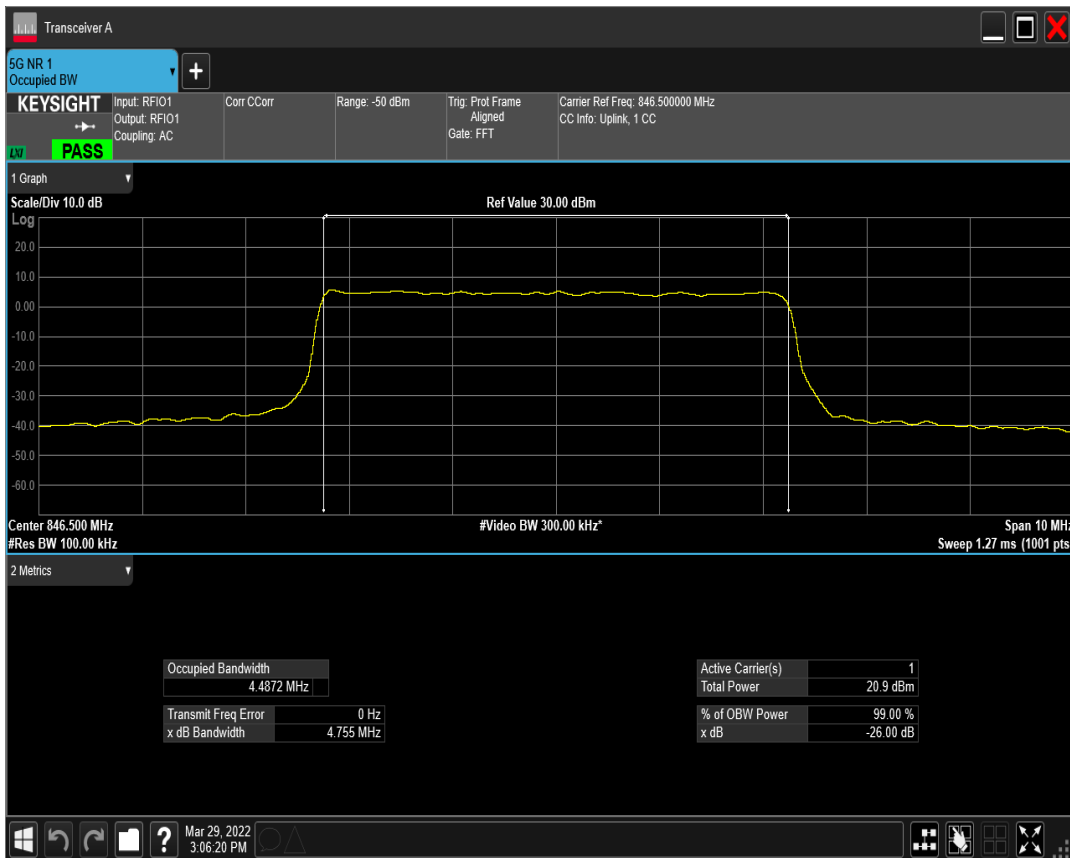 Transceiver A
5G NR 1
Occupied BW
+
KEYSIGHT
LXI
PASS
Input: RFIO1
Output: RFIO1
Coupling: AC
Corr CCorr
Range: -50 dBm
Trig: Prot Frame
Aligned
Gate: FFT
Carrier Ref Freq: 846.500000 MHz
CC Info: Uplink, 1 CC
1 Graph
Scale/Div 10.0 dB
Ref Value 30.00 dBm
Log
20.0
10.0
0.00
-10.0
-20.0
-30.0
-40.0
-50.0
-60.0
Center 846.500 MHz
#Video BW 300.00 kHz*
Span 10 MHz
#Res BW 100.00 kHz
Sweep 1.27 ms (1001 pts
2 Metrics
Occupied Bandwidth
4.4872 MHz
Transmit Freq Error 0 Hz
x dB Bandwidth 4.755 MHz
Active Carrier(s) 1
Total Power 20.9 dBm
% of OBW Power 99.00 %
x dB -26.00 dB
?
Mar 29, 2022
3:06:20 PM